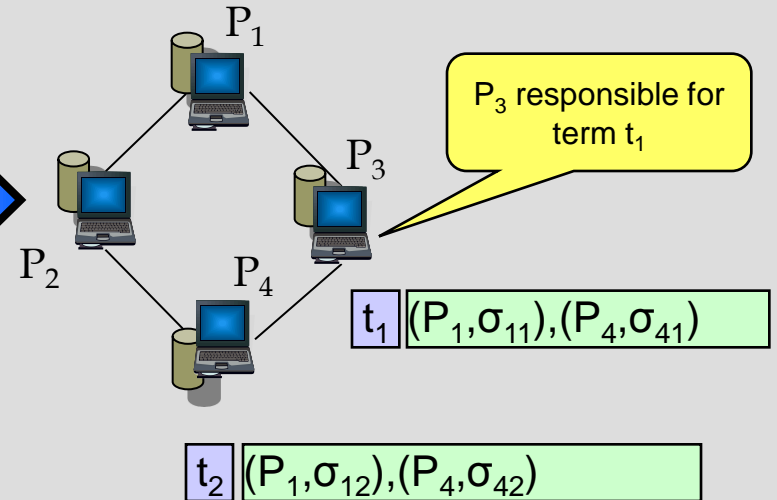 P₁
P₃ responsible for
term t₁
P₃
P₂
P₄
t₁ (P₁,σ₁₁),(P₄,σ₄₁)
t₂ (P₁,σ₁₂),(P₄,σ₄₂)